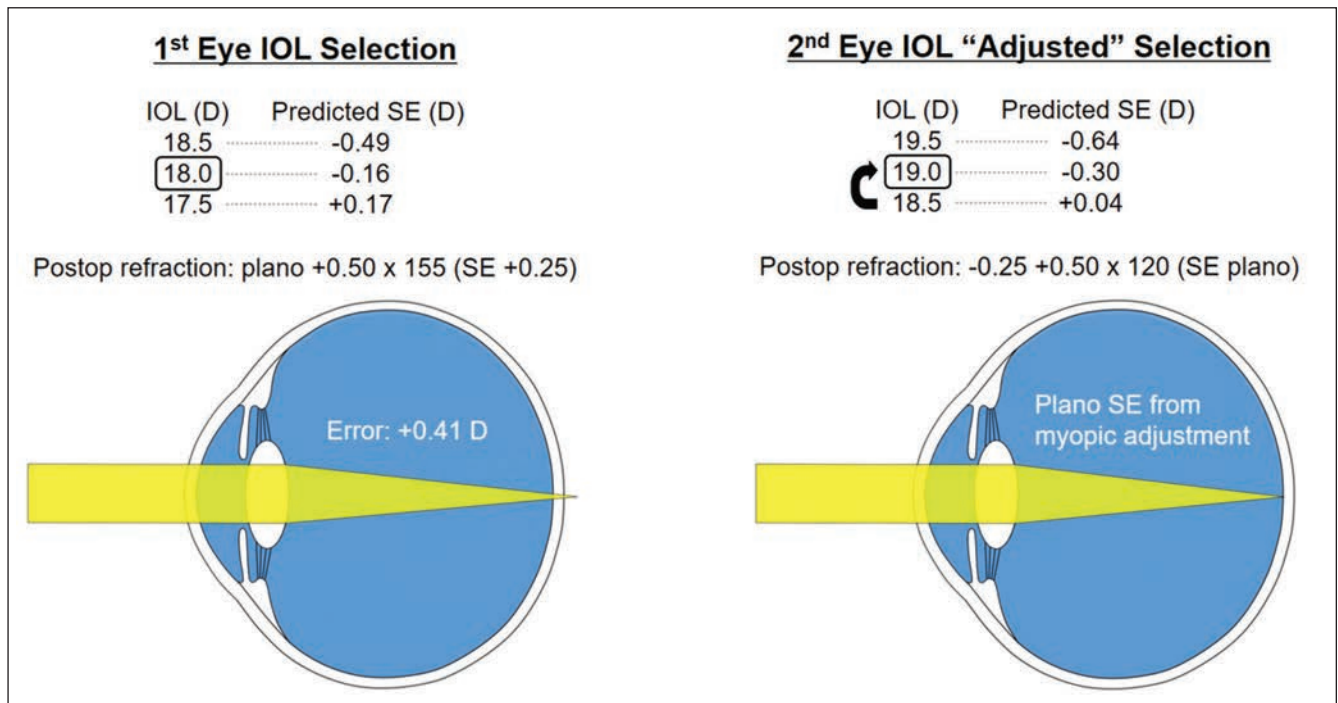 1st Eye IOL Selection
IOL (D) Predicted SE (D)
18.5 -0.49
18.0 -0.16
17.5 +0.17
Postop refraction: plano +0.50 x 155 (SE +0.25)
Error: +0.41 D
2nd Eye IOL “Adjusted” Selection
IOL (D) Predicted SE (D)
19.5 -0.64
19.0 -0.30
18.5 +0.04
Postop refraction: -0.25 +0.50 x 120 (SE plano)
Plano SE from
myopic adjustment